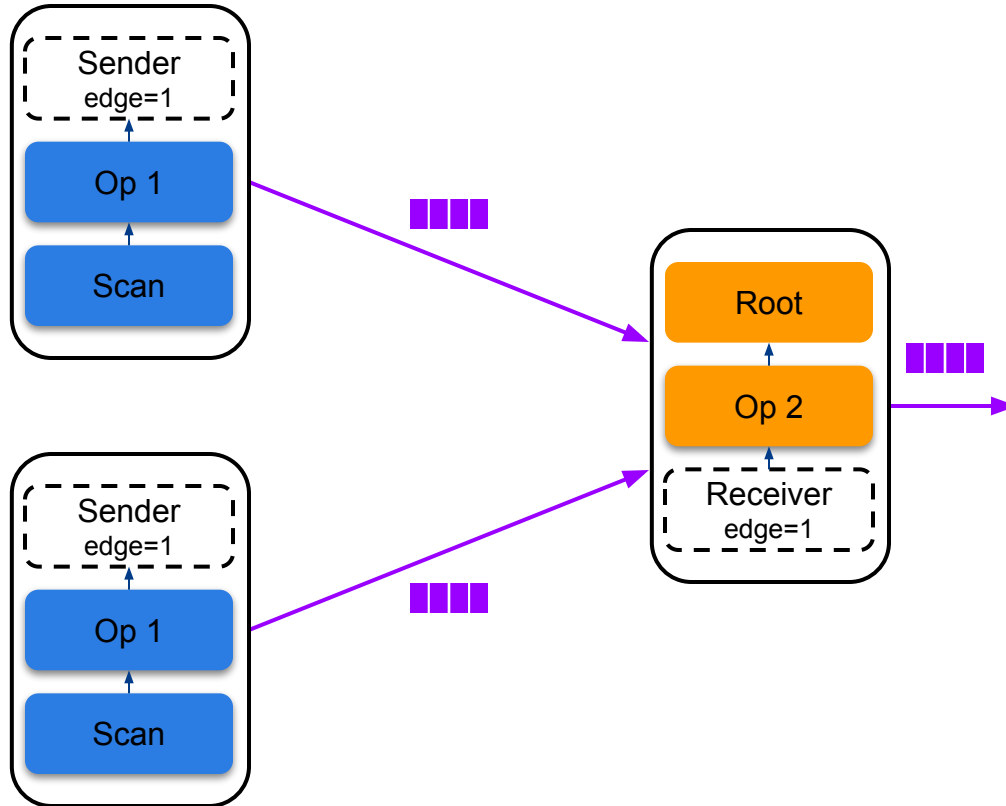 Sender
edge=1
Op 1
Scan
Root
Op 2
Receiver
edge=1
Sender
edge=1
Op 1
Scan